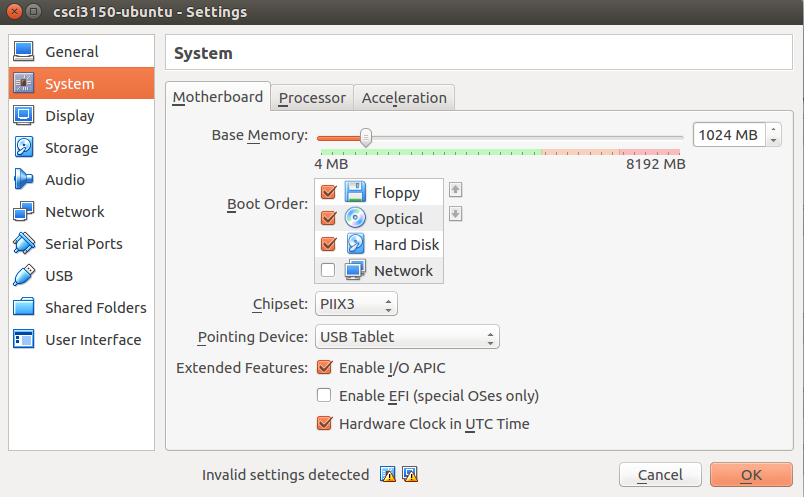 csci3150-ubuntu - Settings
General
System
Display
Storage
Audio
Network
Serial Ports
USB
Shared Folders
User Interface
System
Motherboard Processor Acceleration
Base Memory: 1024 MB
4 MB 8192 MB
Boot Order:
Floppy
Optical
Hard Disk
Network
Chipset: PIIX3
Pointing Device: USB Tablet
Extended Features: Enable I/O APIC
Enable EFI (special OSes only)
Hardware Clock in UTC Time
Invalid settings detected
Cancel OK